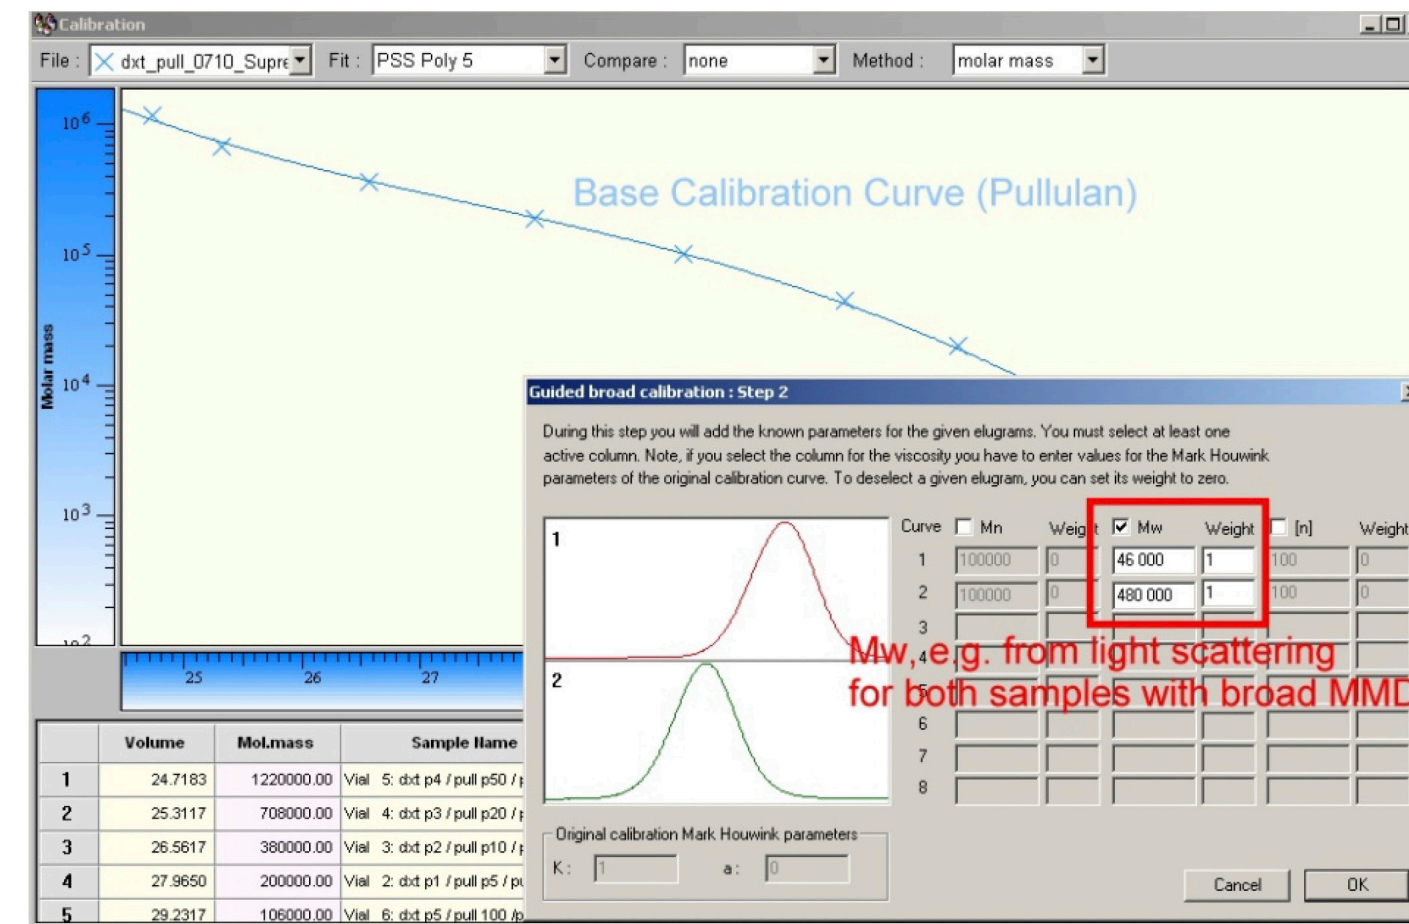 Calibration
File : dxt_pull_0710_Supre Fit : PSS Poly 5 Compare : none Method : molar mass
10^6
10^5
10^4
10^3
Molar mass
Base Calibration Curve (Pullulan)
25 26 27
Guided broad calibration : Step 2
During this step you will add the known parameters for the given elugrams. You must select at least one
active column. Note, if you select the column for the viscosity you have to enter values for the Mark Houwink
parameters of the original calibration curve. To deselect a given elugram, you can set its weight to zero.
1
2
Curve Mn Weight Mw Weight [n] Weight
1 100000 0 46 000 1 100 0
2 100000 0 480 000 1 100 0
3
4
5
6
7
8
Mw, e.g. from light scattering
for both samples with broad MMD
Original calibration Mark Houwink parameters
K : 1 a : 0
Cancel OK
Volume Mol.mass Sample Name
1 24.7183 1220000.00 Vial 5: dxt p4 / pull p50 /
2 25.3117 708000.00 Vial 4: dxt p3 / pull p20 /
3 26.5617 380000.00 Vial 3: dxt p2 / pull p10 /
4 27.9650 200000.00 Vial 2: dxt p1 / pull p5 /
5 29.2317 106000.00 Vial 6: dxt p5 / pull 100